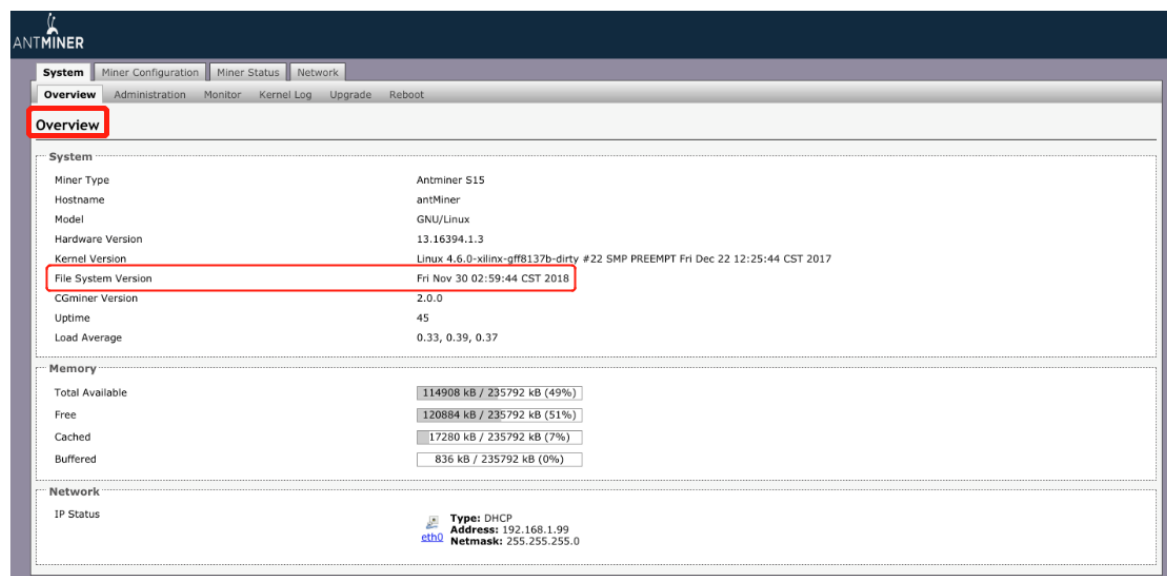 ANTMINER
System Miner Configuration Miner Status Network
Overview Administration Monitor Kernel Log Upgrade Reboot
Overview
System
Miner Type Antminer S15
Hostname antMiner
Model GNU/Linux
Hardware Version 13.16394.1.3
Kernel Version Linux 4.6.0-xilinx-gff8137b-dirty #22 SMP PREEMPT Fri Dec 22 12:25:44 CST 2017
File System Version Fri Nov 30 02:59:44 CST 2018
CGminer Version 2.0.0
Uptime 45
Load Average 0.33, 0.39, 0.37
Memory
Total Available 114908 kB / 235792 kB (49%)
Free 120884 kB / 235792 kB (51%)
Cached 17280 kB / 235792 kB (7%)
Buffered 836 kB / 235792 kB (0%)
Network
IP Status
Type: DHCP
Address: 192.168.1.99
eth0 Netmask: 255.255.255.0